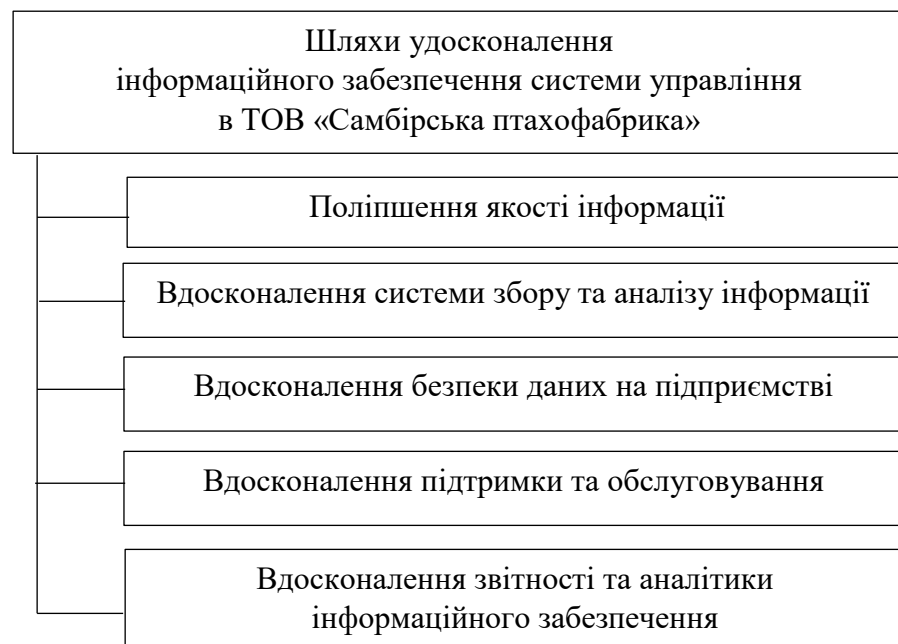 Шляхи удосконалення
інформаційного забезпечення системи управління
в ТОВ «Самбірська птахофабрика»
Поліпшення якості інформації
Вдосконалення системи збору та аналізу інформації
Вдосконалення безпеки даних на підприємстві
Вдосконалення підтримки та обслуговування
Вдосконалення звітності та аналітики
інформаційного забезпечення